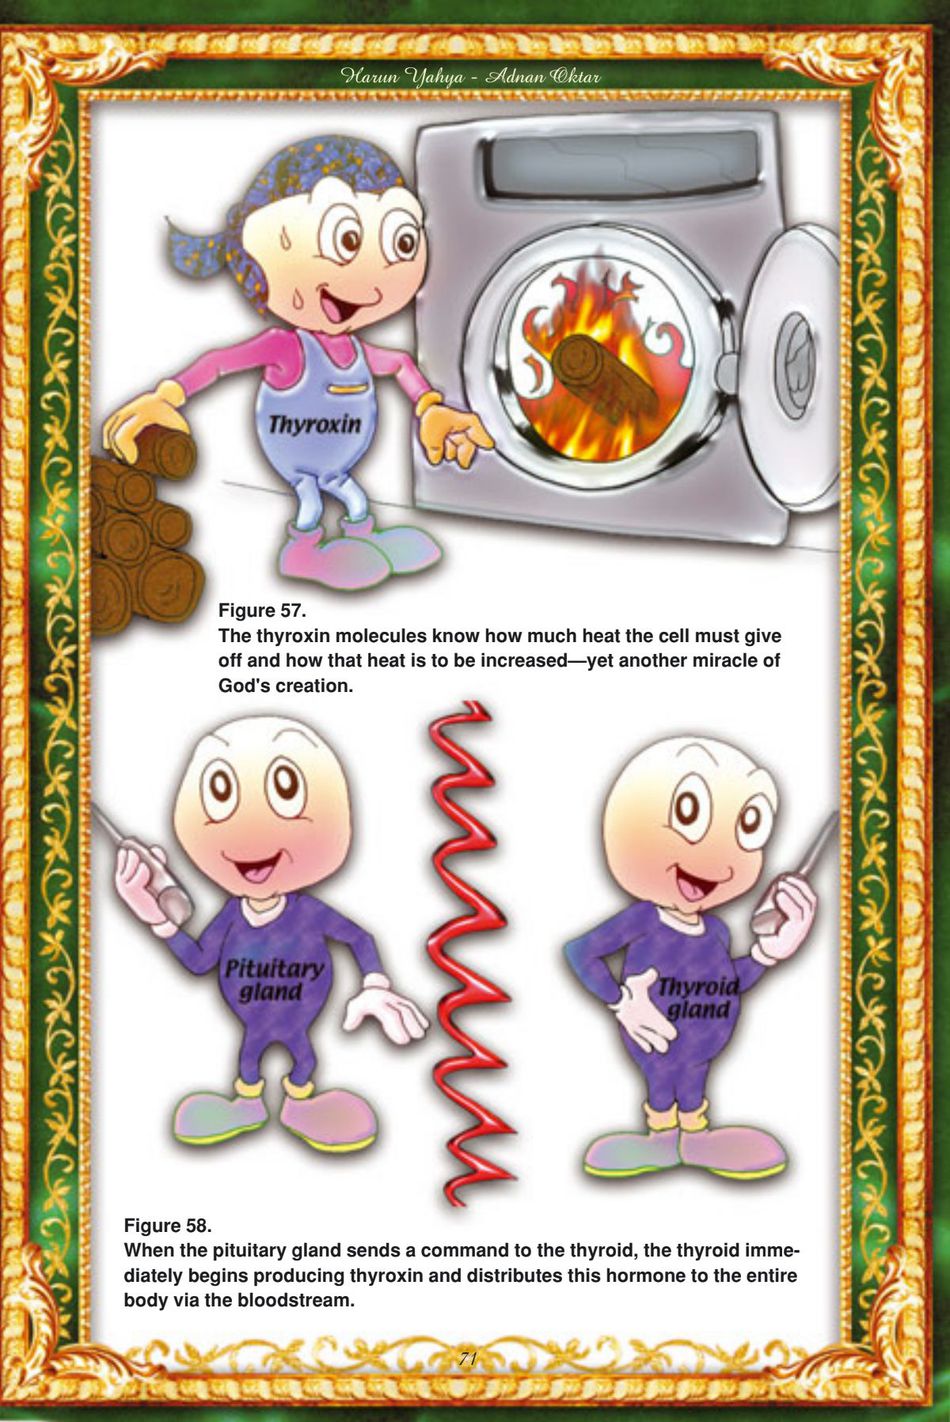 Harun Yahya - Adnan Oktar
Thyroxin
Figure 57.
The thyroxin molecules know how much heat the cell must give
off and how that heat is to be increased—yet another miracle of
God's creation.
Pituitary
gland
Thyroid
gland
Figure 58.
When the pituitary gland sends a command to the thyroid, the thyroid imme-
diately begins producing thyroxin and distributes this hormone to the entire
body via the bloodstream.
71